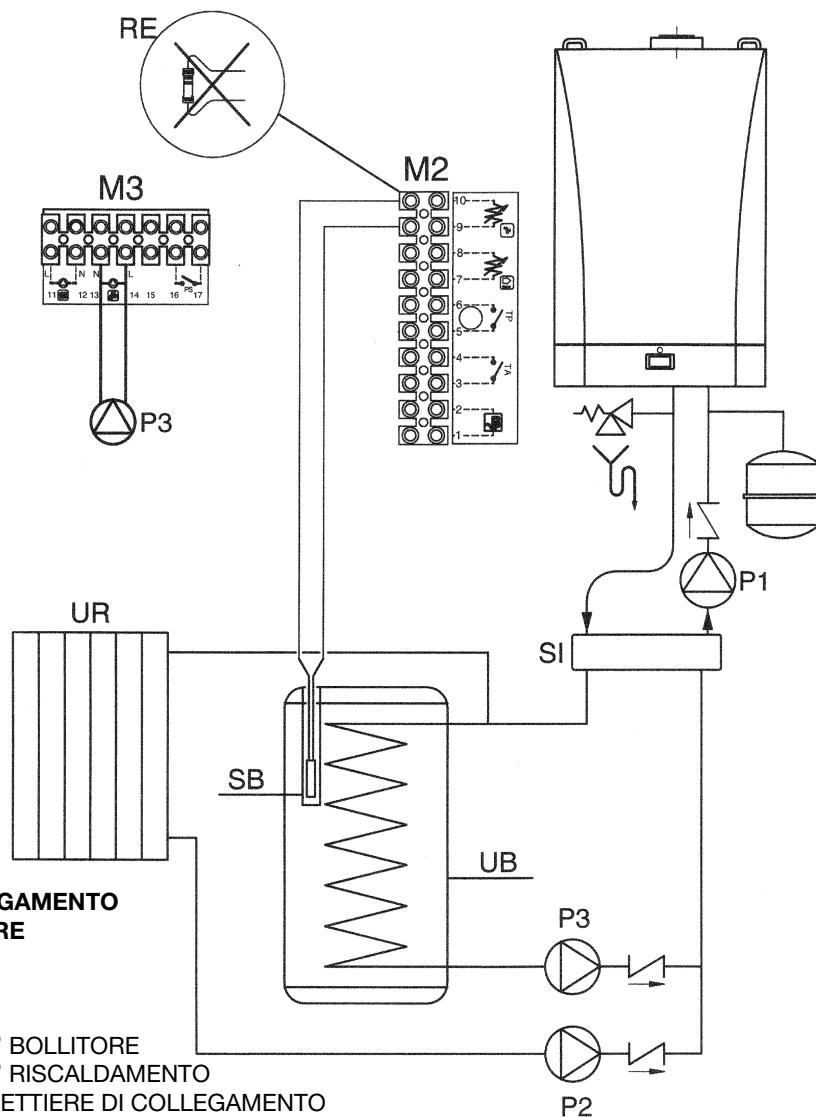 RE
M3
M2
L N N L
11 12 13 14 15 16 PS 17
P3
10
9
8
7
6
TP
5
4
TA
3
2
1
P1
UR
SI
SB
UB
P3
P2
GAMENTO
RE
BOLLITORE
RISCALDAMENTO
ETTIERE DI COLLEGAMENTO